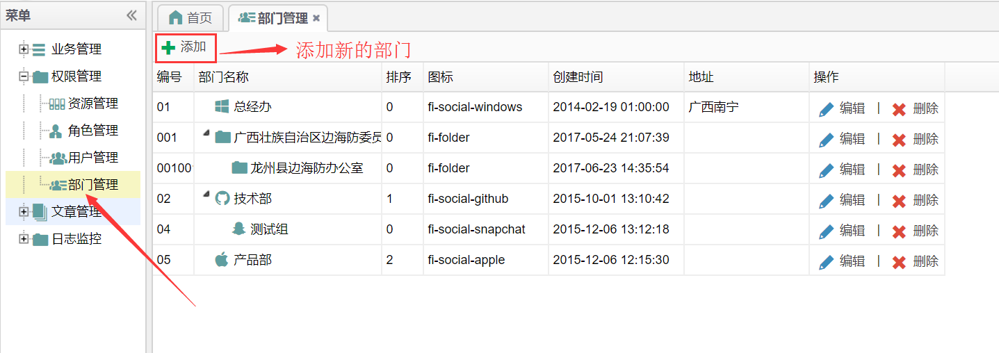 菜单
首页
部门管理
业务管理
权限管理
资源管理
角色管理
用户管理
部门管理
文章管理
日志监控
添加
添加新的部门
编号 部门名称 排序 图标 创建时间 地址 操作
01 总经办 0 fi-social-windows 2014-02-19 01:00:00 广西南宁 编辑 | 删除
001 广西壮族自治区边海防委员 0 fi-folder 2017-05-24 21:07:39 编辑 | 删除
00100 龙州县边海防办公室 0 fi-folder 2017-06-23 14:35:54 编辑 | 删除
02 技术部 1 fi-social-github 2015-10-01 13:10:42 编辑 | 删除
04 测试组 0 fi-social-snapchat 2015-12-06 13:12:18 编辑 | 删除
05 产品部 2 fi-social-apple 2015-12-06 12:15:30 编辑 | 删除